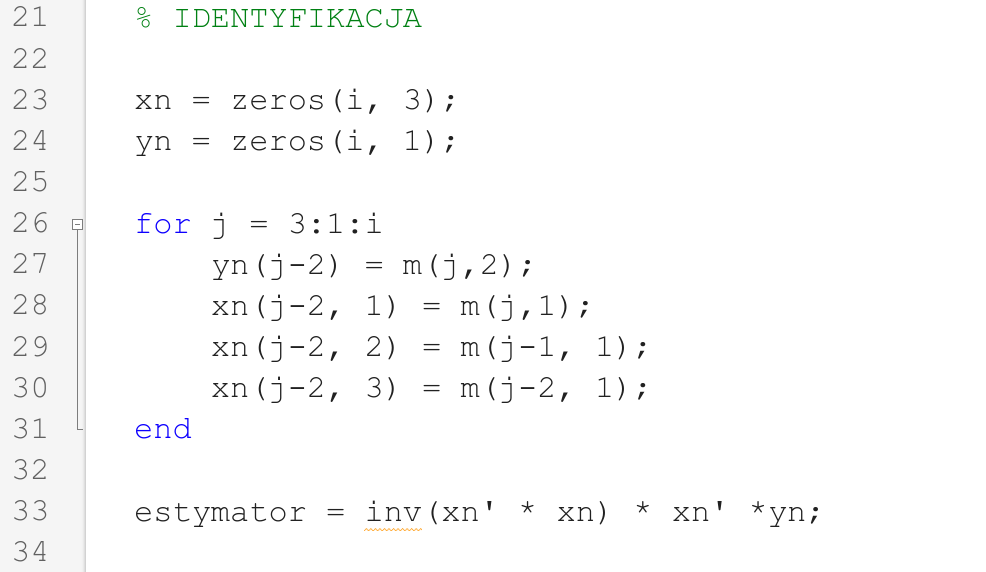 21 % IDENTYFIKACJA
22
23 xn = zeros(i, 3);
24 yn = zeros(i, 1);
25
26 for j = 3:1:i
27 yn(j-2) = m(j,2);
28 xn(j-2, 1) = m(j,1);
29 xn(j-2, 2) = m(j-1, 1);
30 xn(j-2, 3) = m(j-2, 1);
31 end
32
33 estymator = inv(xn' * xn) * xn' *yn;
34